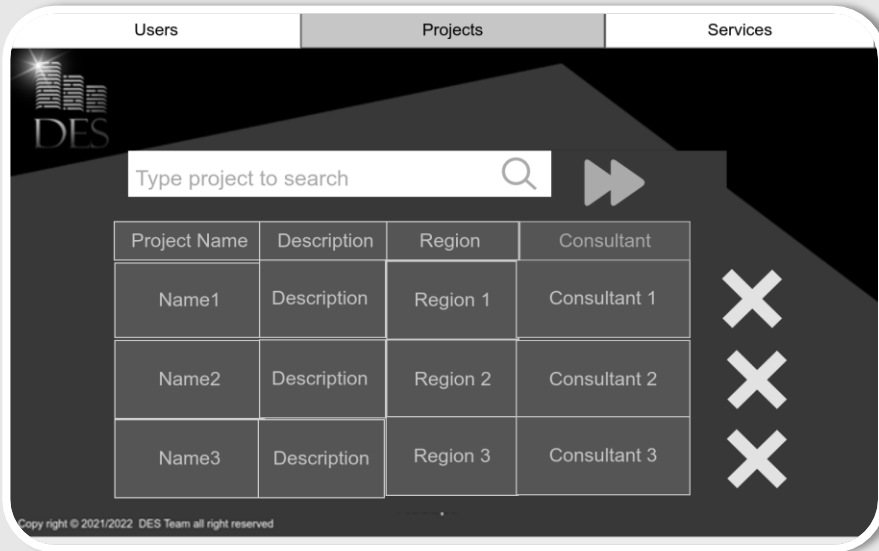 Users Projects Services
DES
Type project to search
Project Name Description Region Consultant
Name1 Description Region 1 Consultant 1
Name2 Description Region 2 Consultant 2
Name3 Description Region 3 Consultant 3
Copy right © 2021/2022 DES Team all right reserved